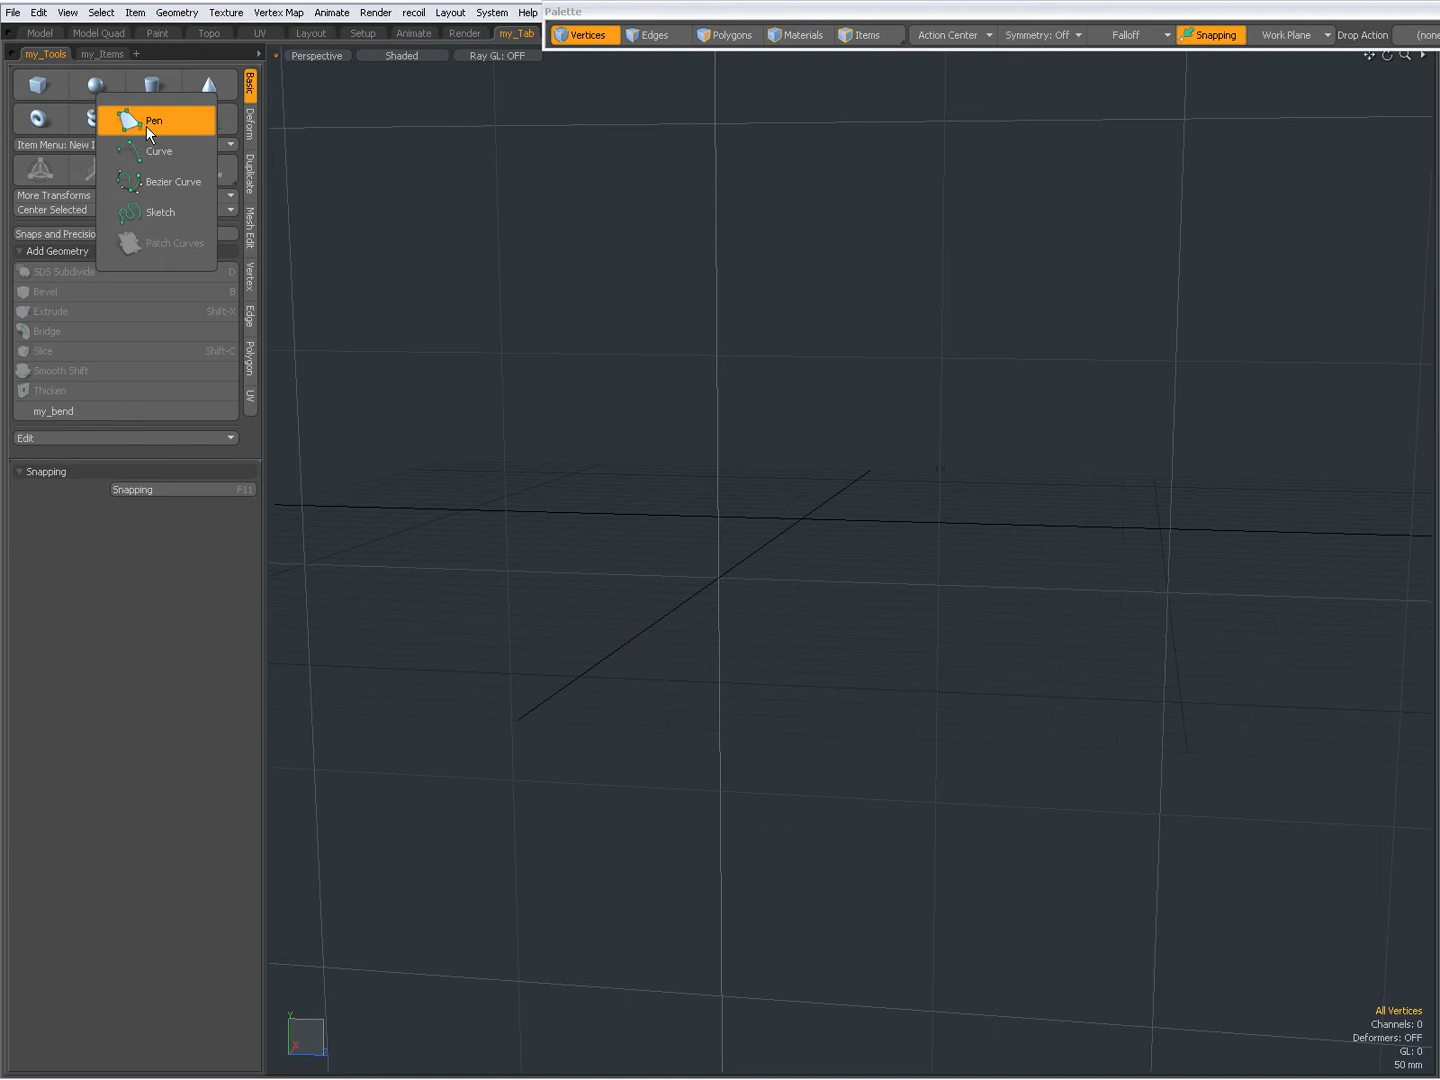 File Edit View Select Item Geometry Texture Vertex Map Animate Render recoil Layout System Help
Palette
Model Model Quad Paint Topo UV Layout Setup Animate Render my_Tab
Vertices Edges Polygons Materials Items Action Center Symmetry: Off Falloff Snapping Work Plane Drop Action (none
my_Tools my_Items +
Perspective Shaded Ray GL: OFF
Basic
Deform
Duplicate
Mesh Edit
Vertex
Edge
Polygon
UV
Pen
Curve
Bezier Curve
Sketch
Patch Curves
Item Menu: New I
More Transforms
Center Selected
Snaps and Precisio
Add Geometry
SDS Subdivide D
Bevel B
Extrude Shift-X
Bridge
Slice Shift-C
Smooth Shift
Thicken
my_bend
Edit
Snapping
Snapping F11
Y
X
Z
All Vertices
Channels: 0
Deformers: OFF
GL: 0
50 mm